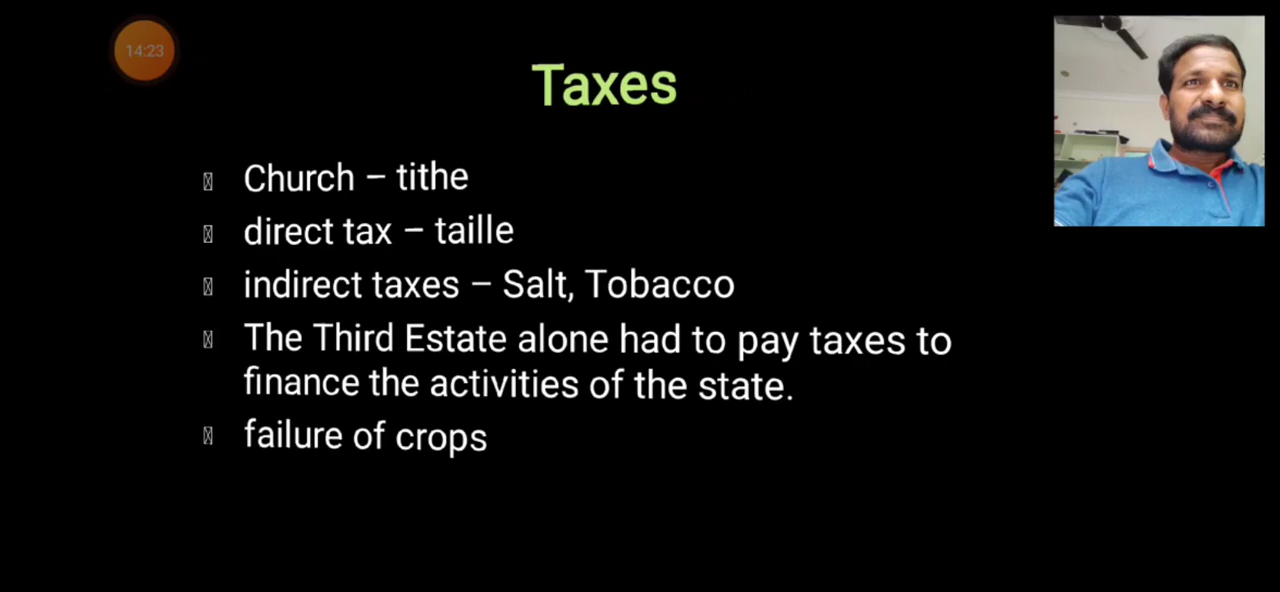 14:23
Taxes
Church – tithe
direct tax – taille
indirect taxes – Salt, Tobacco
The Third Estate alone had to pay taxes to
finance the activities of the state.
failure of crops